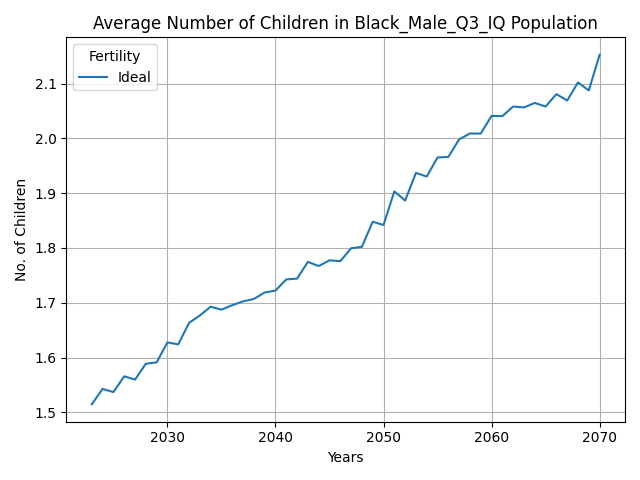 Average Number of Children in Black_Male_Q3_IQ Population
Fertility
Ideal
2.1
2.0
1.9
1.8
1.7
1.6
1.5
No. of Children
2030
2040
2050
2060
2070
Years